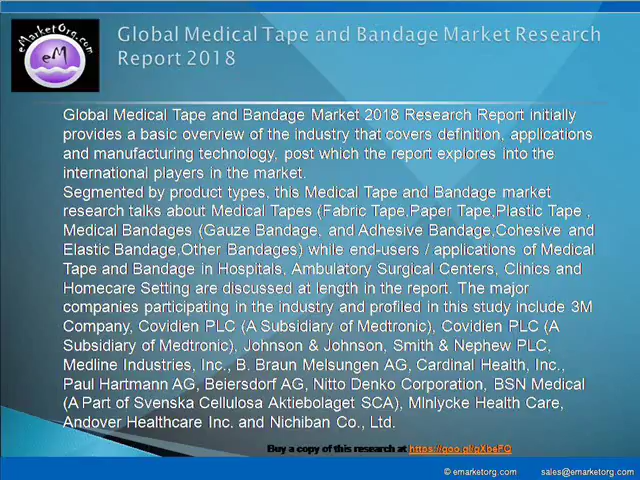 eMarketOrg.com
eM
Global Medical Tape and Bandage Market Research
Report 2018
Global Medical Tape and Bandage Market 2018 Research Report initially
provides a basic overview of the industry that covers definition, applications
and manufacturing technology, post which the report explores into the
international players in the market.
Segmented by product types, this Medical Tape and Bandage market
research talks about Medical Tapes (Fabric Tape,Paper Tape,Plastic Tape ,
Medical Bandages (Gauze Bandage, and Adhesive Bandage,Cohesive and
Elastic Bandage,Other Bandages) while end-users / applications of Medical
Tape and Bandage in Hospitals, Ambulatory Surgical Centers, Clinics and
Homecare Setting are discussed at length in the report. The major
companies participating in the industry and profiled in this study include 3M
Company, Covidien PLC (A Subsidiary of Medtronic), Covidien PLC (A
Subsidiary of Medtronic), Johnson & Johnson, Smith & Nephew PLC,
Medline Industries, Inc., B. Braun Melsungen AG, Cardinal Health, Inc.,
Paul Hartmann AG, Beiersdorf AG, Nitto Denko Corporation, BSN Medical
(A Part of Svenska Cellulosa Aktiebolaget SCA), Mlnlycke Health Care,
Andover Healthcare Inc. and Nichiban Co., Ltd.
Buy a copy of this research at
© emarketorg.com sales@emarketorg.com